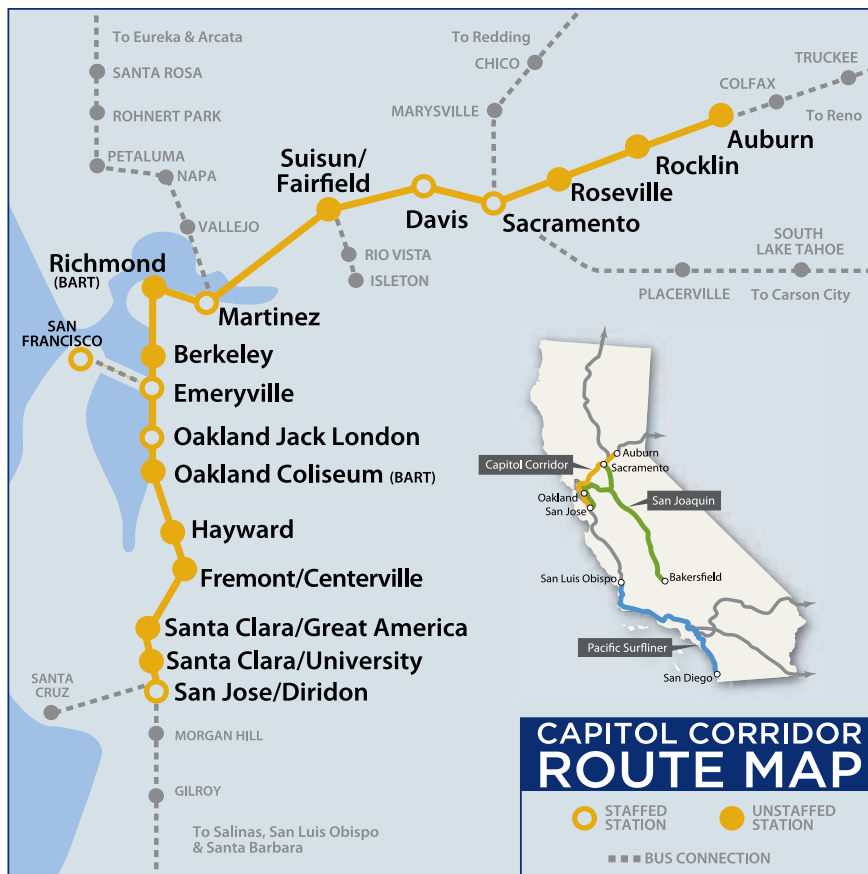 To Eureka & Arcata
SANTA ROSA
ROHNERT PARK
PETALUMA
NAPA
VALLEJO
To Redding
CHICO
MARYSVILLE
TRUCKEE
COLFAX
To Reno
Auburn
Rocklin
Roseville
Sacramento
Davis
Suisun/
Fairfield
RIO VISTA
ISLETON
SOUTH
LAKE TAHOE
PLACERVILLE
To Carson City
Richmond
(BART)
Martinez
SAN
FRANCISCO
Berkeley
Emeryville
Oakland Jack London
Oakland Coliseum (BART)
Hayward
Fremont/Centerville
Santa Clara/Great America
Santa Clara/University
San Jose/Diridon
SANTA
CRUZ
MORGAN HILL
GILROY
To Salinas, San Luis Obispo
& Santa Barbara
Auburn
Sacramento
Capitol Corridor
Oakland
San Jose
San Joaquin
San Luis Obispo
Bakersfield
Pacific Surfliner
San Diego
CAPITOL CORRIDOR
ROUTE MAP
STAFFED
STATION
UNSTAFFED
STATION
BUS CONNECTION